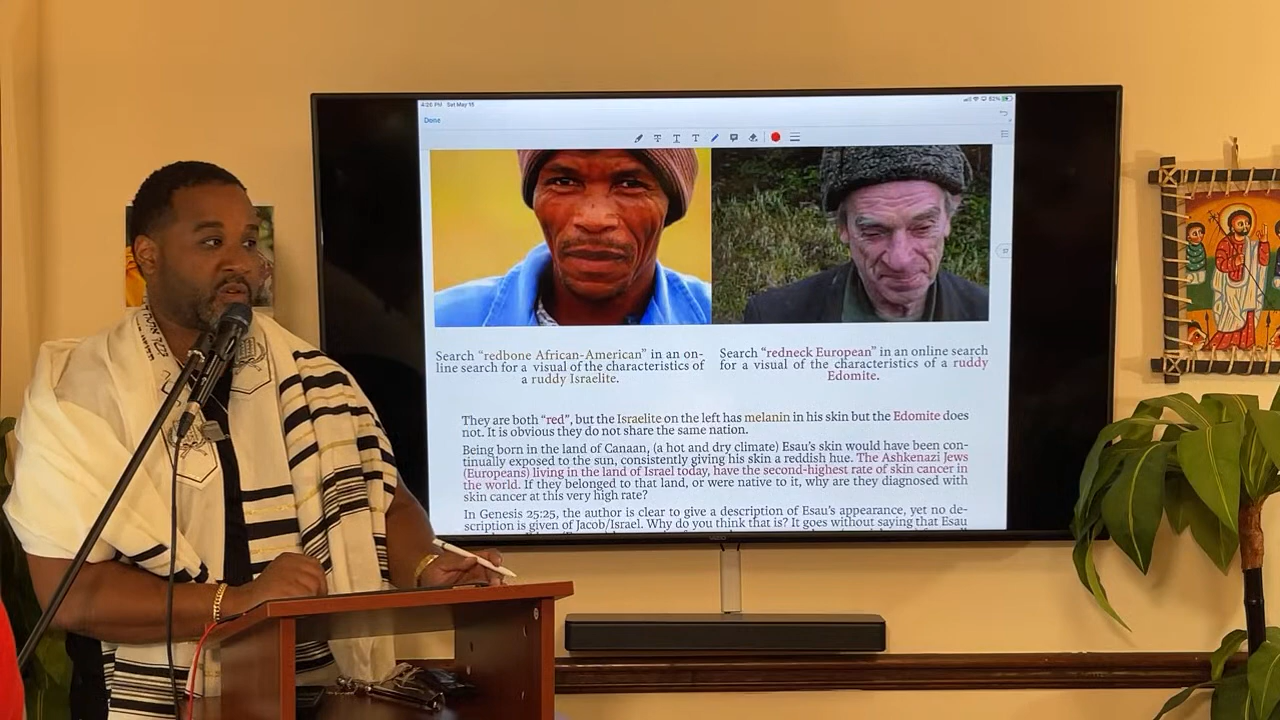 4:26 PM Sat May 18
52%
Done
Search “redbone African-American” in an on-
line search for a visual of the characteristics of
a ruddy Israelite.
Search “redneck European” in an online search
for a visual of the characteristics of a ruddy
Edomite.
They are both “red”, but the Israelite on the left has melanin in his skin but the Edomite does
not. It is obvious they do not share the same nation.
Being born in the land of Canaan, (a hot and dry climate) Esau's skin would have been con-
tinually exposed to the sun, consistently giving his skin a reddish hue. The Ashkenazi Jews
(Europeans) living in the land of Israel today, have the second-highest rate of skin cancer in
the world. If they belonged to that land, or were native to it, why are they diagnosed with
skin cancer at this very high rate?
In Genesis 25:25, the author is clear to give a description of Esau's appearance, yet no de-
scription is given of Jacob/Israel. Why do you think that is? It goes without saying that Esau
VIZIO